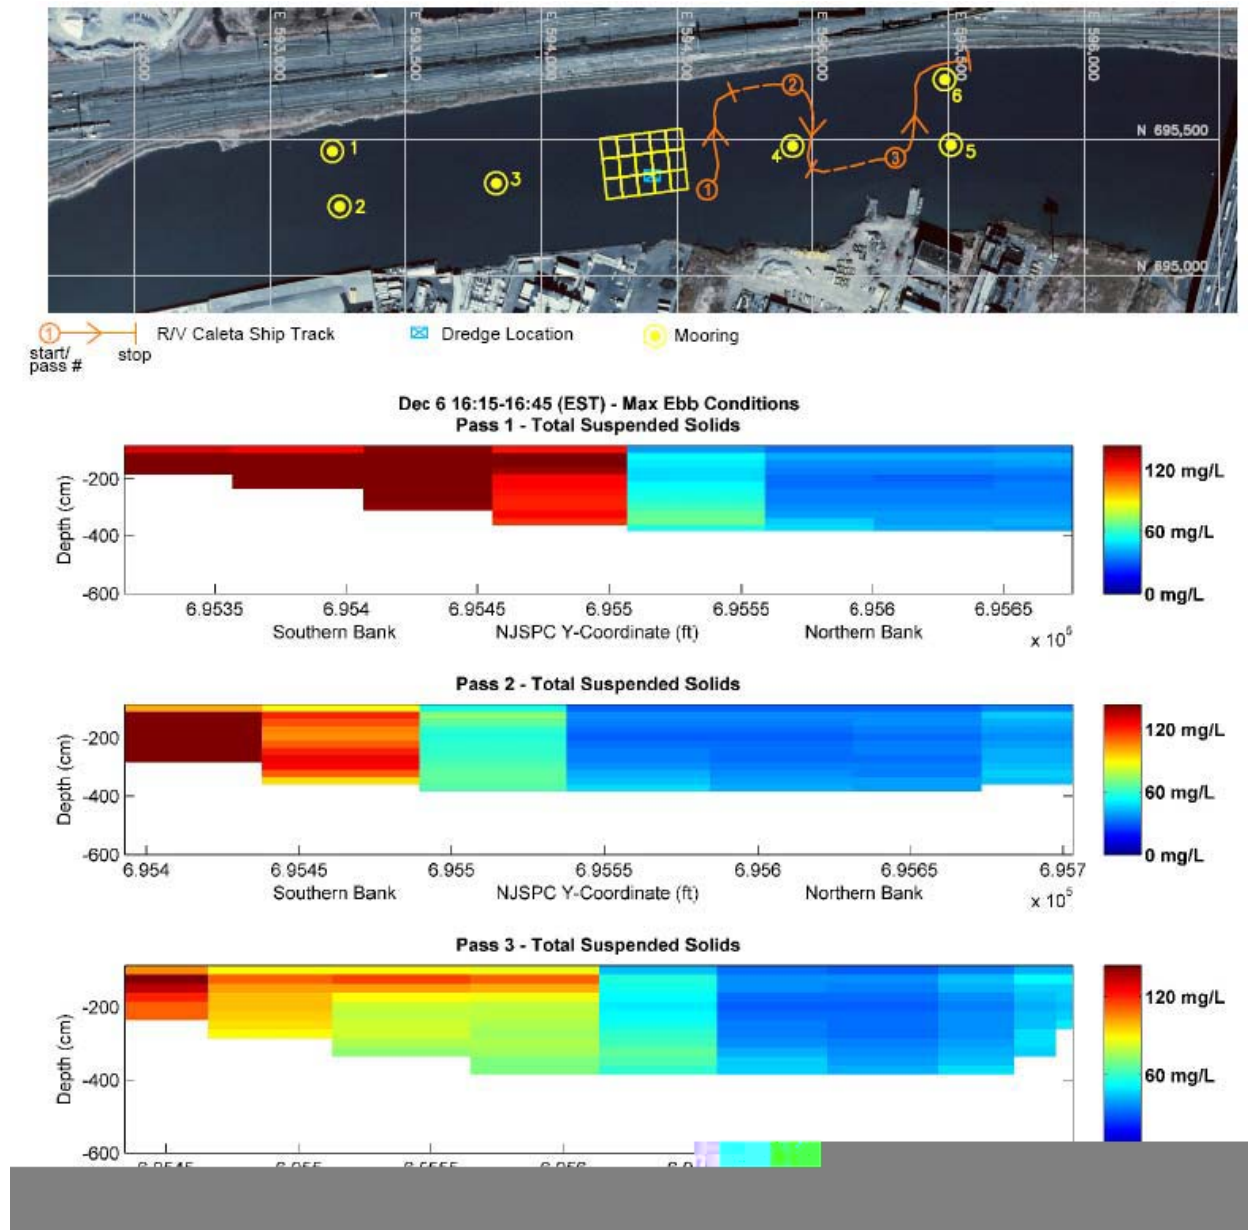 500
E 593,000
E 593,500
E 594,000
E 594,500
E 595,000
E 595,500
E 596,000
N 695,500
N 695,000
1
2
3
4
5
6
1
2
3
1
start/
pass #
stop
R/V Caleta Ship Track
Dredge Location
Mooring
Dec 6 16:15-16:45 (EST) - Max Ebb Conditions
Pass 1 - Total Suspended Solids
Depth (cm)
-200
-400
-600
6.9535 6.954 6.9545 6.955 6.9555 6.956 6.9565
Southern Bank NJSPC Y-Coordinate (ft) Northern Bank
120 mg/L
60 mg/L
0 mg/L
Pass 2 - Total Suspended Solids
Depth (cm)
-200
-400
-600
6.954 6.9545 6.955 6.9555 6.956 6.9565 6.957
Southern Bank NJSPC Y-Coordinate (ft) Northern Bank
x 10⁵
120 mg/L
60 mg/L
0 mg/L
Pass 3 - Total Suspended Solids
Depth (cm)
-200
-400
-600
120 mg/L
60 mg/L